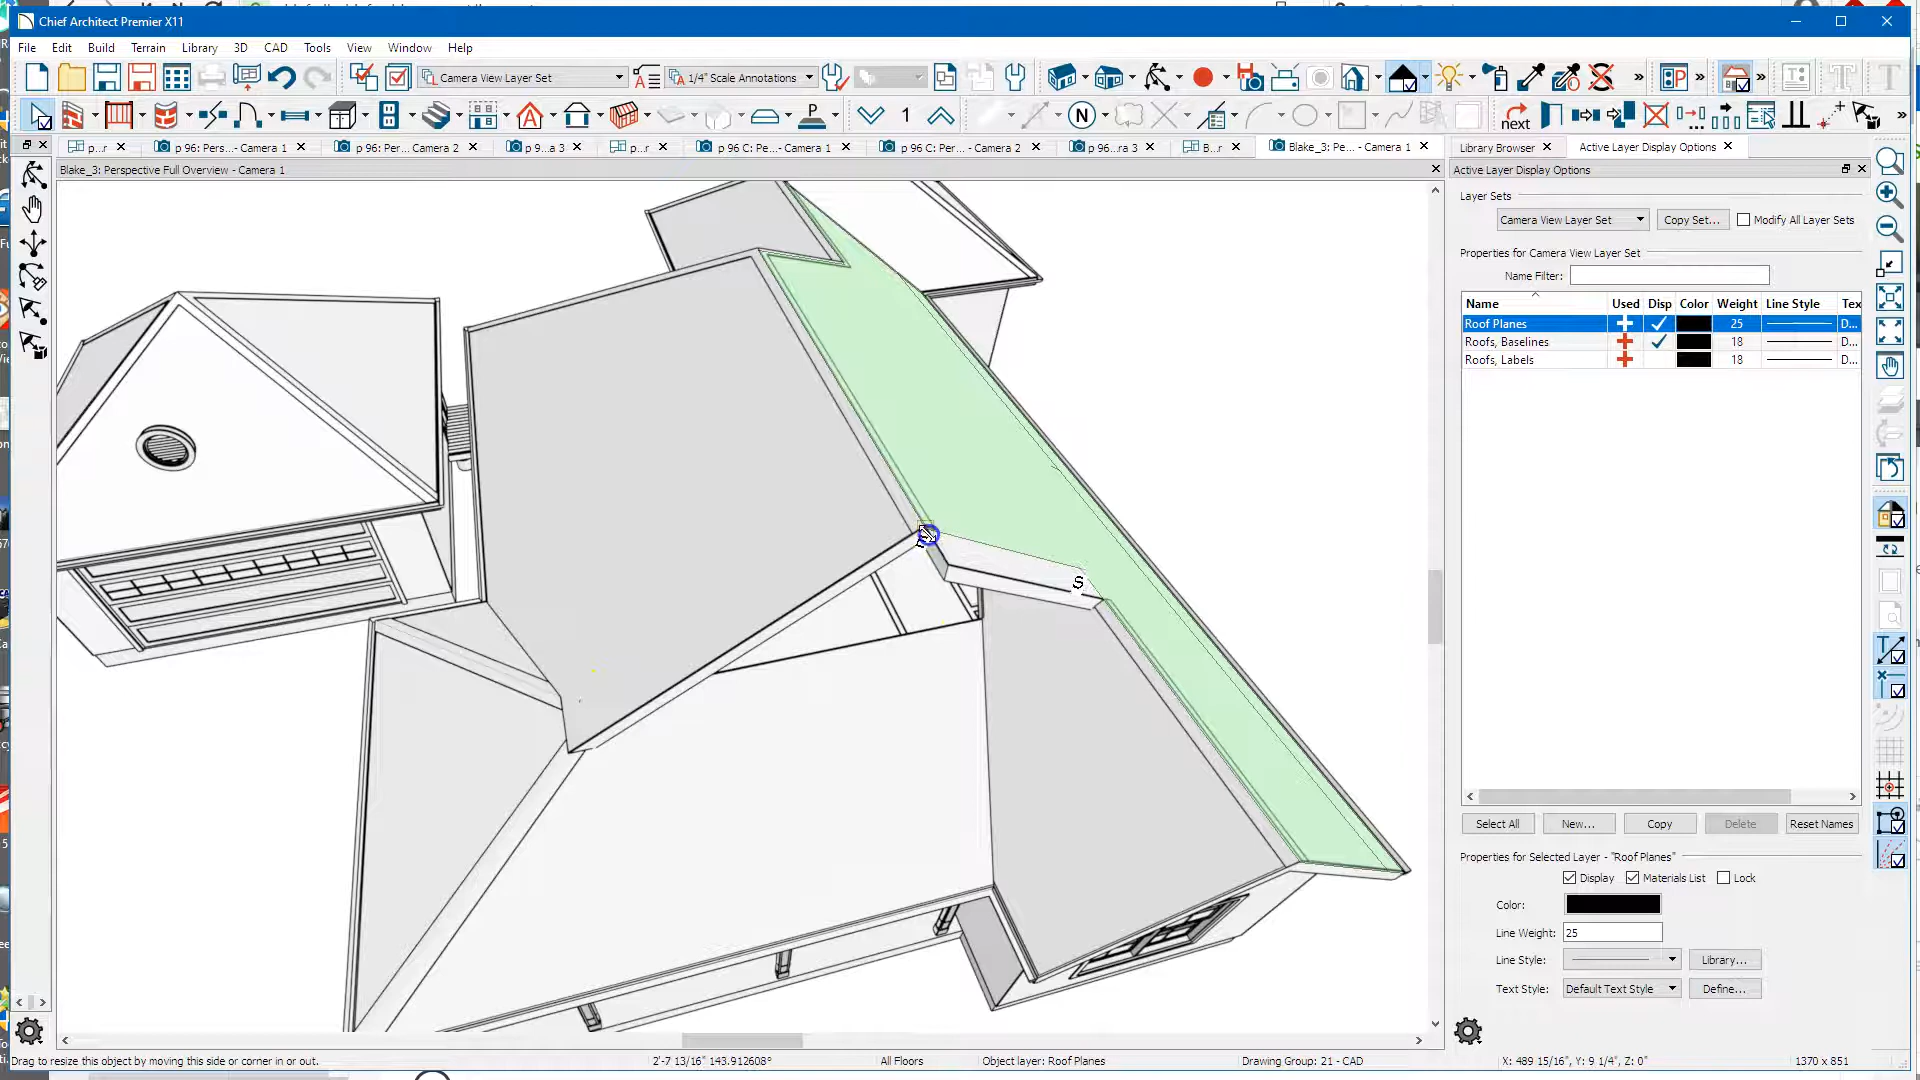 Chief Architect Premier X11
File Edit Build Terrain Library 3D CAD Tools View Window Help
Camera View Layer Set
1/4" Scale Annotations
1
N
P
next
p...r
p 96: Pers...- Camera 1
p 96: Per... Camera 2
p 9...a 3
p...r
p 96 C: Pe...- Camera 1
p 96 C: Per... - Camera 2
p 96...ra 3
B...r
Blake_3: Pe... - Camera 1
Library Browser
Active Layer Display Options
Blake_3: Perspective Full Overview - Camera 1
Active Layer Display Options
Layer Sets
Camera View Layer Set
Copy Set...
Modify All Layer Sets
Properties for Camera View Layer Set
Name Filter:
Name Used Disp Color Weight Line Style Tex
Roof Planes 25 D...
Roofs, Baselines 18 D...
Roofs, Labels 18 D...
S
Select All
New...
Copy
Delete
Reset Names
Properties for Selected Layer - "Roof Planes"
Display
Materials List
Lock
Color:
Line Weight: 25
Line Style:
Library...
Text Style: Default Text Style
Define...
Drag to resize this object by moving this side or corner in or out.
2'-7 13/16" 143.912608°
All Floors
Object layer: Roof Planes
Drawing Group: 21 - CAD
X: 489 15/16", Y: 9 1/4", Z: 0"
1370 x 851